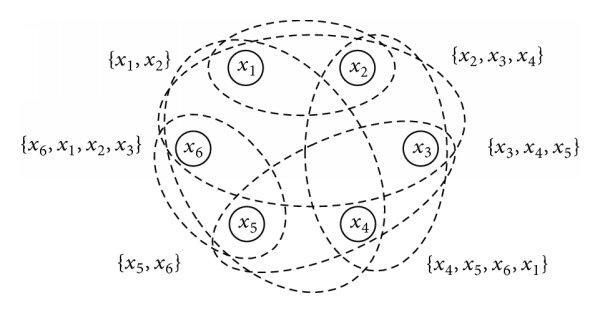 {x₁, x₂}
x₁
x₂
{x₂, x₃, x₄}
{x₆, x₁, x₂, x₃}
x₆
x₃
{x₃, x₄, x₅}
x₅
x₄
{x₅, x₆}
{x₄, x₅, x₆, x₁}